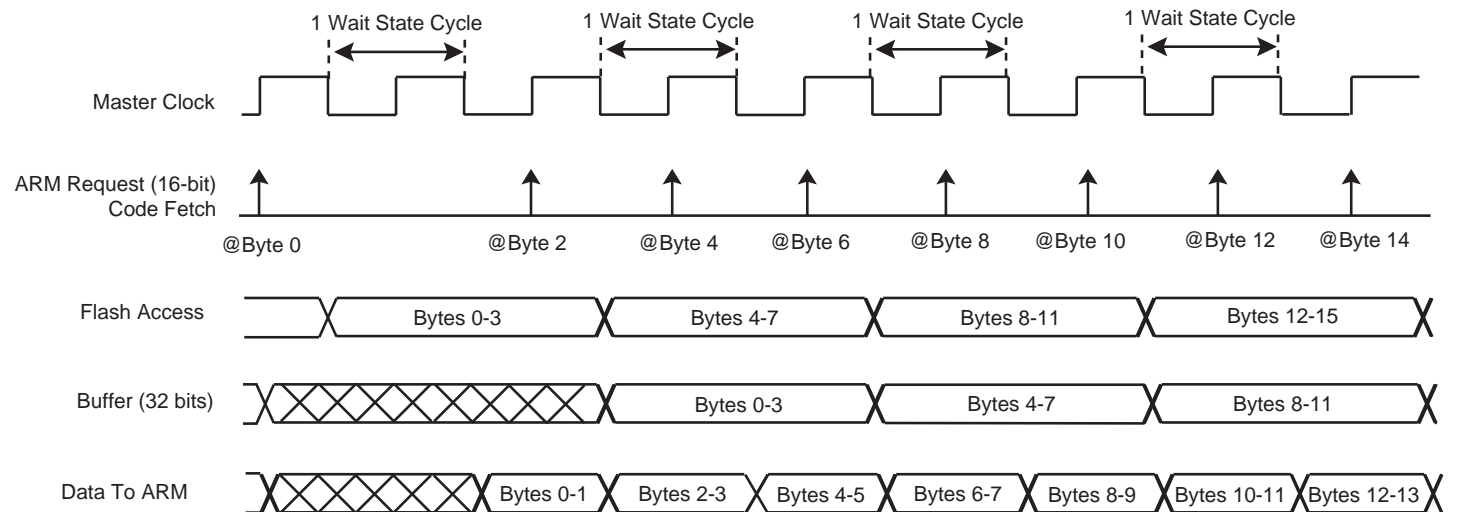 1 Wait State Cycle
1 Wait State Cycle
1 Wait State Cycle
1 Wait State Cycle
Master Clock
ARM Request (16-bit)
Code Fetch
@Byte 0
@Byte 2
@Byte 4
@Byte 6
@Byte 8
@Byte 10
@Byte 12
@Byte 14
Flash Access
Bytes 0-3
Bytes 4-7
Bytes 8-11
Bytes 12-15
Buffer (32 bits)
Bytes 0-3
Bytes 4-7
Bytes 8-11
Data To ARM
Bytes 0-1
Bytes 2-3
Bytes 4-5
Bytes 6-7
Bytes 8-9
Bytes 10-11
Bytes 12-13